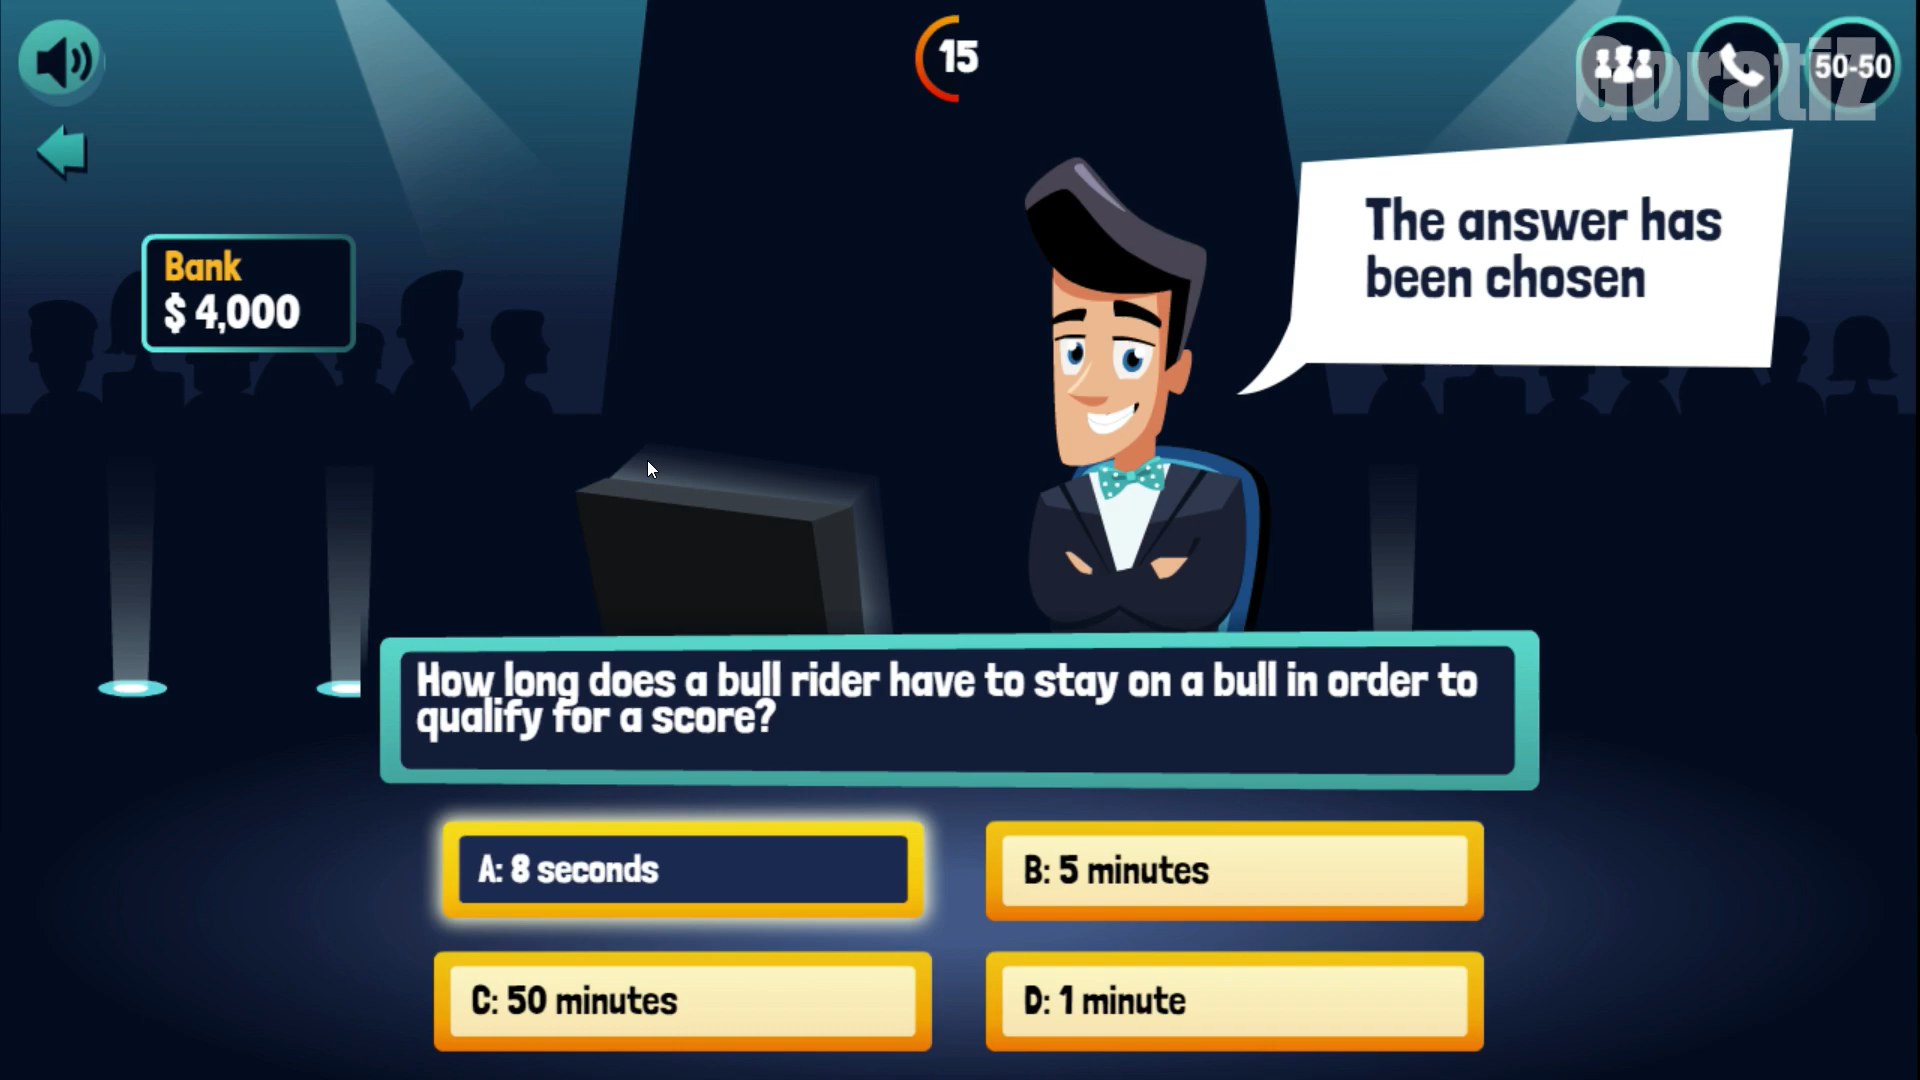 15
50-50
GoratiZ
The answer has
been chosen
Bank
$ 4,000
How long does a bull rider have to stay on a bull in order to
qualify for a score?
A: 8 seconds
B: 5 minutes
C: 50 minutes
D: 1 minute